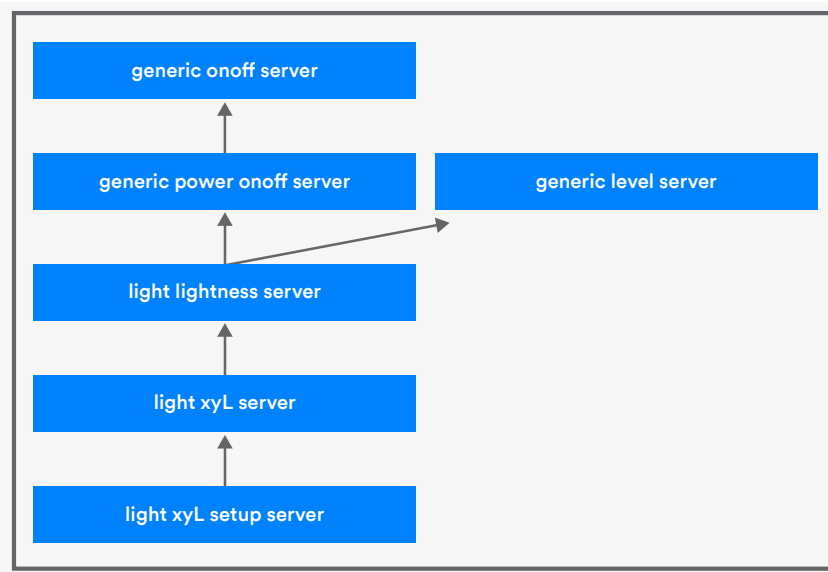 generic onoff server
generic power onoff server
generic level server
light lightness server
light xyL server
light xyL setup server